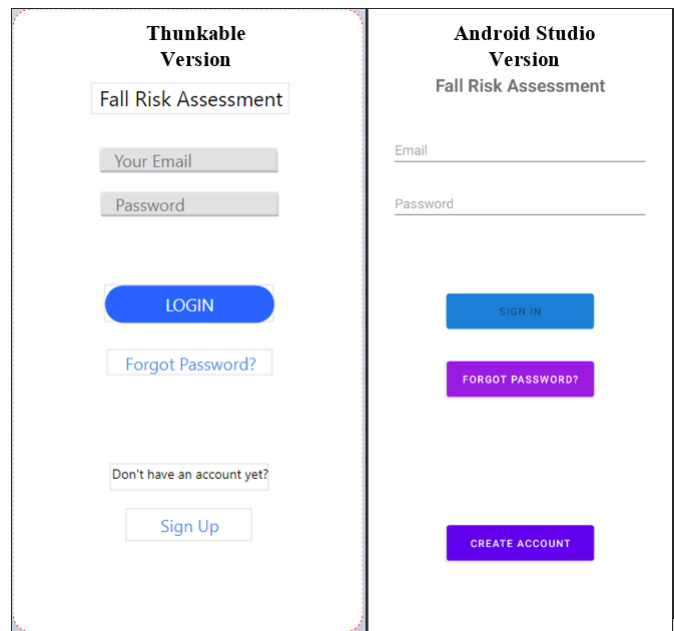 Thunkable
Version
Fall Risk Assessment
Your Email
Password
LOGIN
Forgot Password?
Don't have an account yet?
Sign Up
Android Studio
Version
Fall Risk Assessment
Email
Password
SIGN IN
FORGOT PASSWORD?
CREATE ACCOUNT